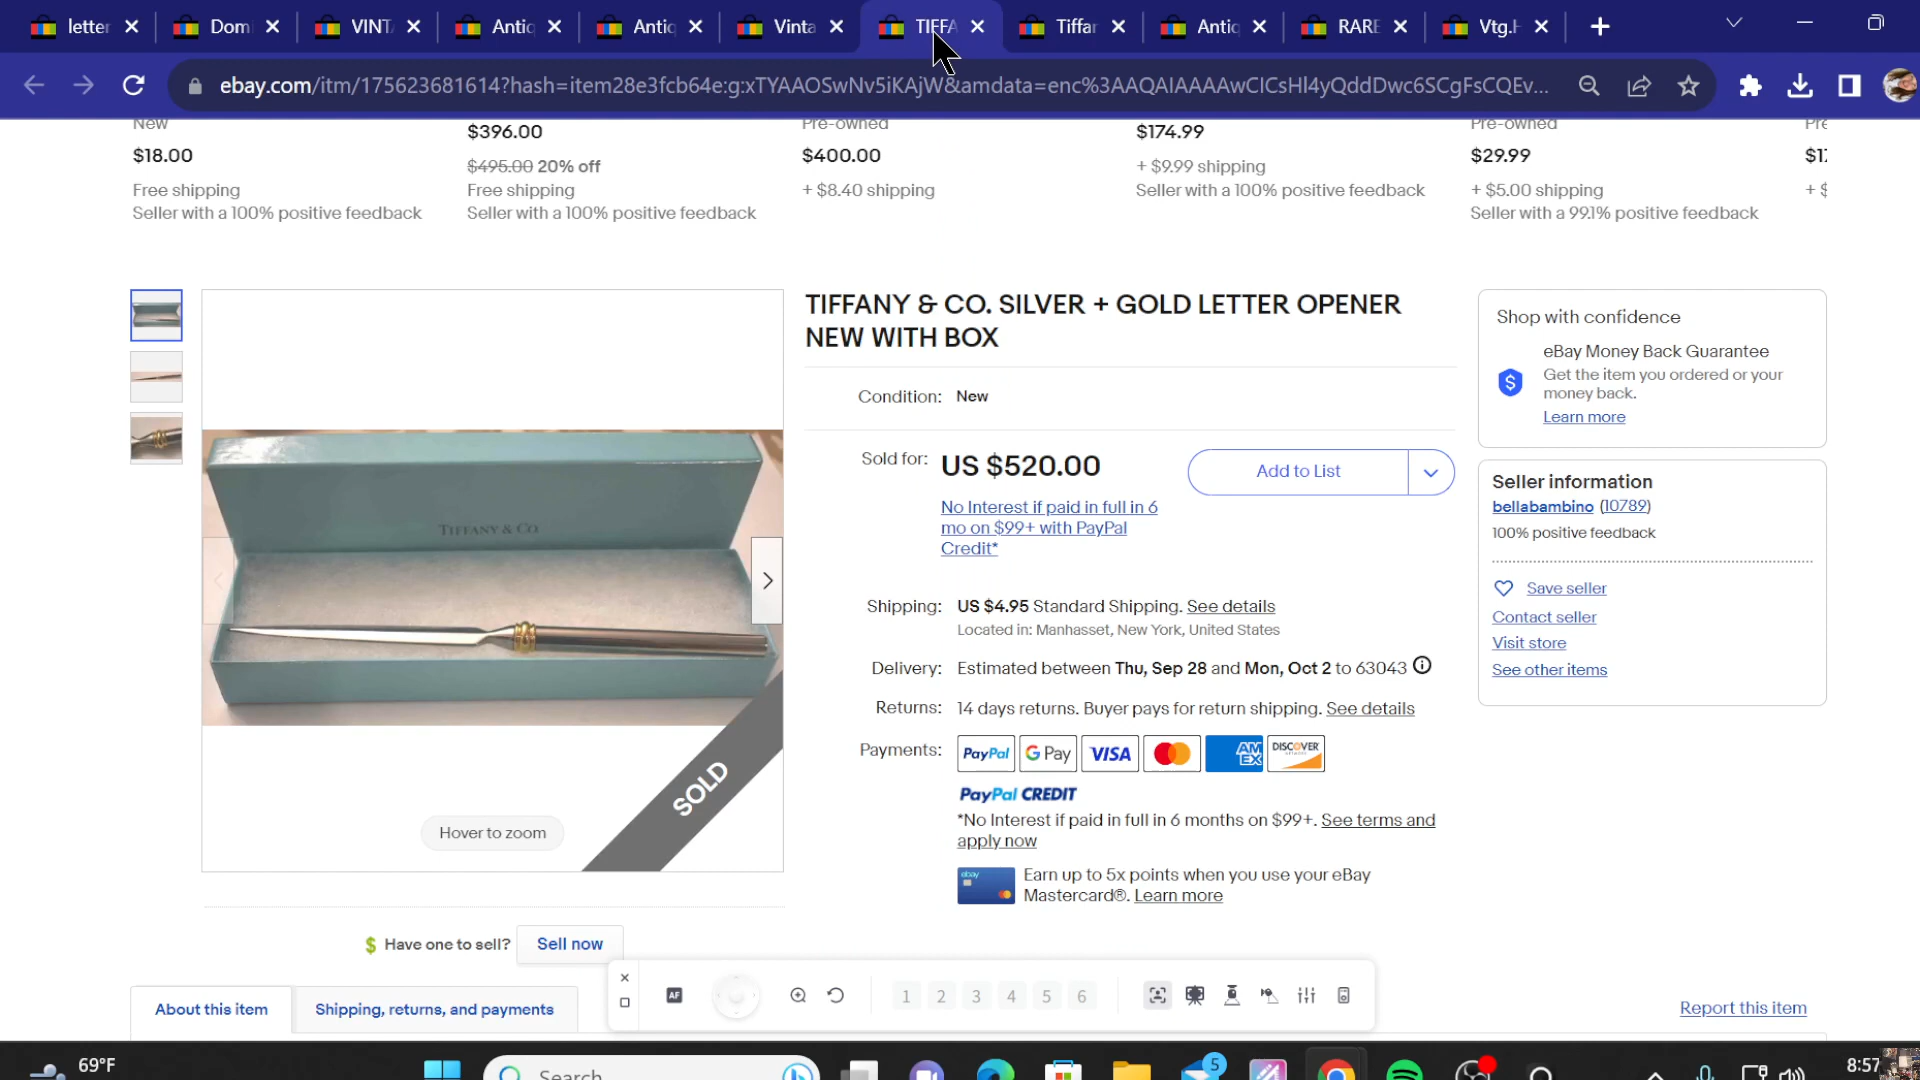 letter
Dom
VINT
Antiq
Antiq
Vinta
TIFFA
Tiffar
Antiq
RARE
Vtg.H
ebay.com/itm/175623681614?hash=item28e3fcb64e:g:xTYAAOSwNv5iKAjW&amdata=enc%3AAQAIAAAAwCICsHl4yQddDwc6SCgFsCQEv...
New
$18.00
Free shipping
Seller with a 100% positive feedback
$396.00
$495.00 20% off
Free shipping
Seller with a 100% positive feedback
Pre-owned
$400.00
+ $8.40 shipping
$174.99
+ $9.99 shipping
Seller with a 100% positive feedback
Pre-owned
$29.99
+ $5.00 shipping
Seller with a 99.1% positive feedback
Pre
+ $
TIFFANY & CO
SOLD
Hover to zoom
Have one to sell? Sell now
TIFFANY & CO. SILVER + GOLD LETTER OPENER
NEW WITH BOX
Condition: New
Sold for: US $520.00
Add to List
No Interest if paid in full in 6
mo on $99+ with PayPal
Credit*
Shipping: US $4.95 Standard Shipping. See details
Located in: Manhasset, New York, United States
Delivery: Estimated between Thu, Sep 28 and Mon, Oct 2 to 63043
Returns: 14 days returns. Buyer pays for return shipping. See details
Payments: PayPal G Pay VISA AM EX DISCOVER
PayPal CREDIT
*No Interest if paid in full in 6 months on $99+. See terms and
apply now
ebay
Earn up to 5x points when you use your eBay
Mastercard®. Learn more
Shop with confidence
eBay Money Back Guarantee
Get the item you ordered or your
money back.
Learn more
Seller information
bellabambino (10789)
100% positive feedback
Save seller
Contact seller
Visit store
See other items
About this item
Shipping, returns, and payments
Report this item
AF
1 2 3 4 5 6
69°F
Search
5
8:57